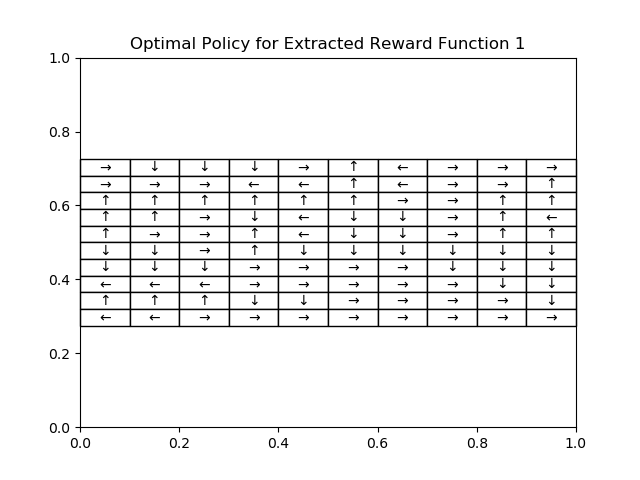 Optimal Policy for Extracted Reward Function 1
1.0
0.8
→ ↓ ↓ ↓ → ↑ ← → → →
→ → → ← ← ↑ ← → → ↑
0.6 ↑ ↑ ↑ ↑ ↑ ↑ → → ↑ ↑
↑ ↑ → ↓ ← ↓ ↓ → ↑ ←
↑ → → ↑ ← ↓ ↓ → ↑ ↑
↓ ↓ → ↑ ↓ ↓ ↓ ↓ ↓ ↓
↓ ↓ ↓ → → → → ↓ ↓ ↓
0.4 ← ← ← → → → → → ↓ ↓
↑ ↑ ↑ ↓ ↓ → → → → ↓
← ← → → → → → → → →
0.2
0.0
0.0 0.2 0.4 0.6 0.8 1.0